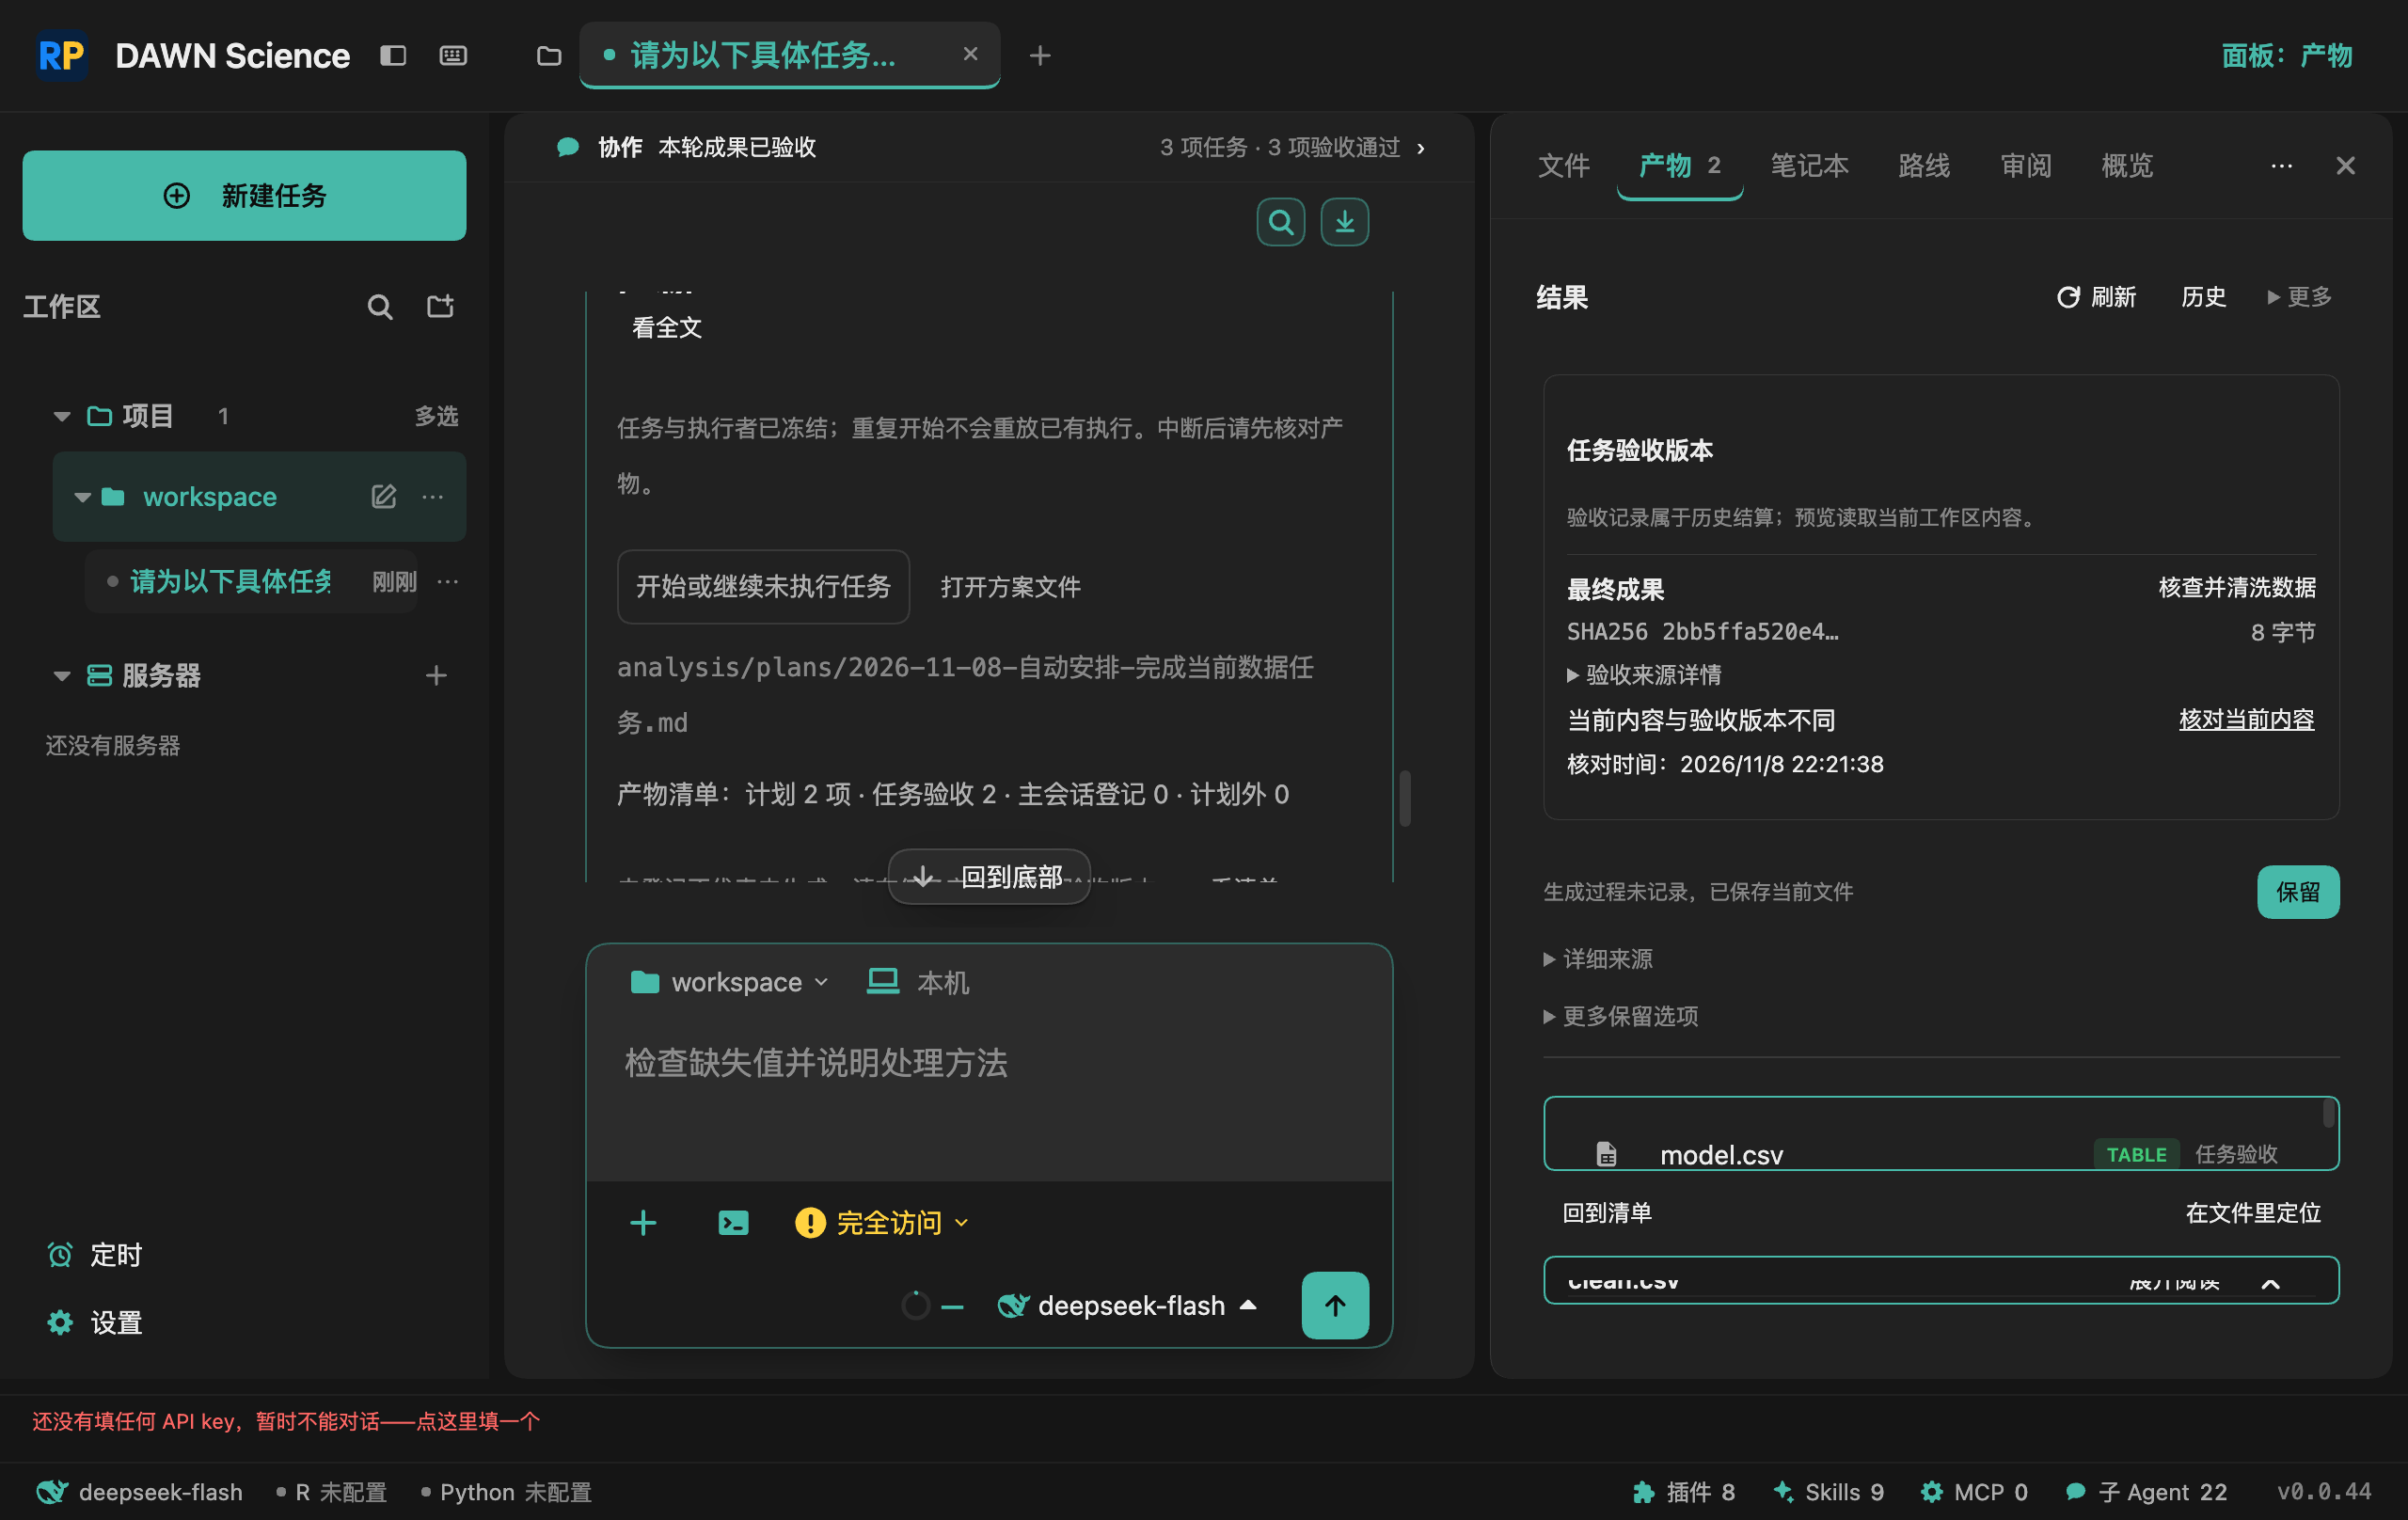 RP DAWN Science
请为以下具体任务...
面板：产物
新建任务
工作区
项目 1 多选
workspace
请为以下具体任务 刚刚
服务器
还没有服务器
定时
设置
协作 本轮成果已验收 3 项任务 · 3 项验收通过
看全文
任务与执行者已冻结；重复开始不会重放已有执行。中断后请先核对产
物。
开始或继续未执行任务 打开方案文件
analysis/plans/2026-11-08-自动安排-完成当前数据任
务.md
产物清单：计划 2 项 · 任务验收 2 · 主会话登记 0 · 计划外 0
回到底部
workspace 本机
检查缺失值并说明处理方法
完全访问
deepseek-flash
文件 产物 2 笔记本 路线 审阅 概览
结果 刷新 历史 更多
任务验收版本
验收记录属于历史结算；预览读取当前工作区内容。
最终成果 核查并清洗数据
SHA256 2bb5ffa520e4… 8 字节
验收来源详情
当前内容与验收版本不同 核对当前内容
核对时间：2026/11/8 22:21:38
生成过程未记录，已保存当前文件 保留
详细来源
更多保留选项
model.csv TABLE 任务验收
回到清单 在文件里定位
clean.csv 展开阅读
还没有填任何 API key，暂时不能对话——点这里填一个
deepseek-flash R 未配置 Python 未配置
插件 8 Skills 9 MCP 0 子 Agent 22 v0.0.44